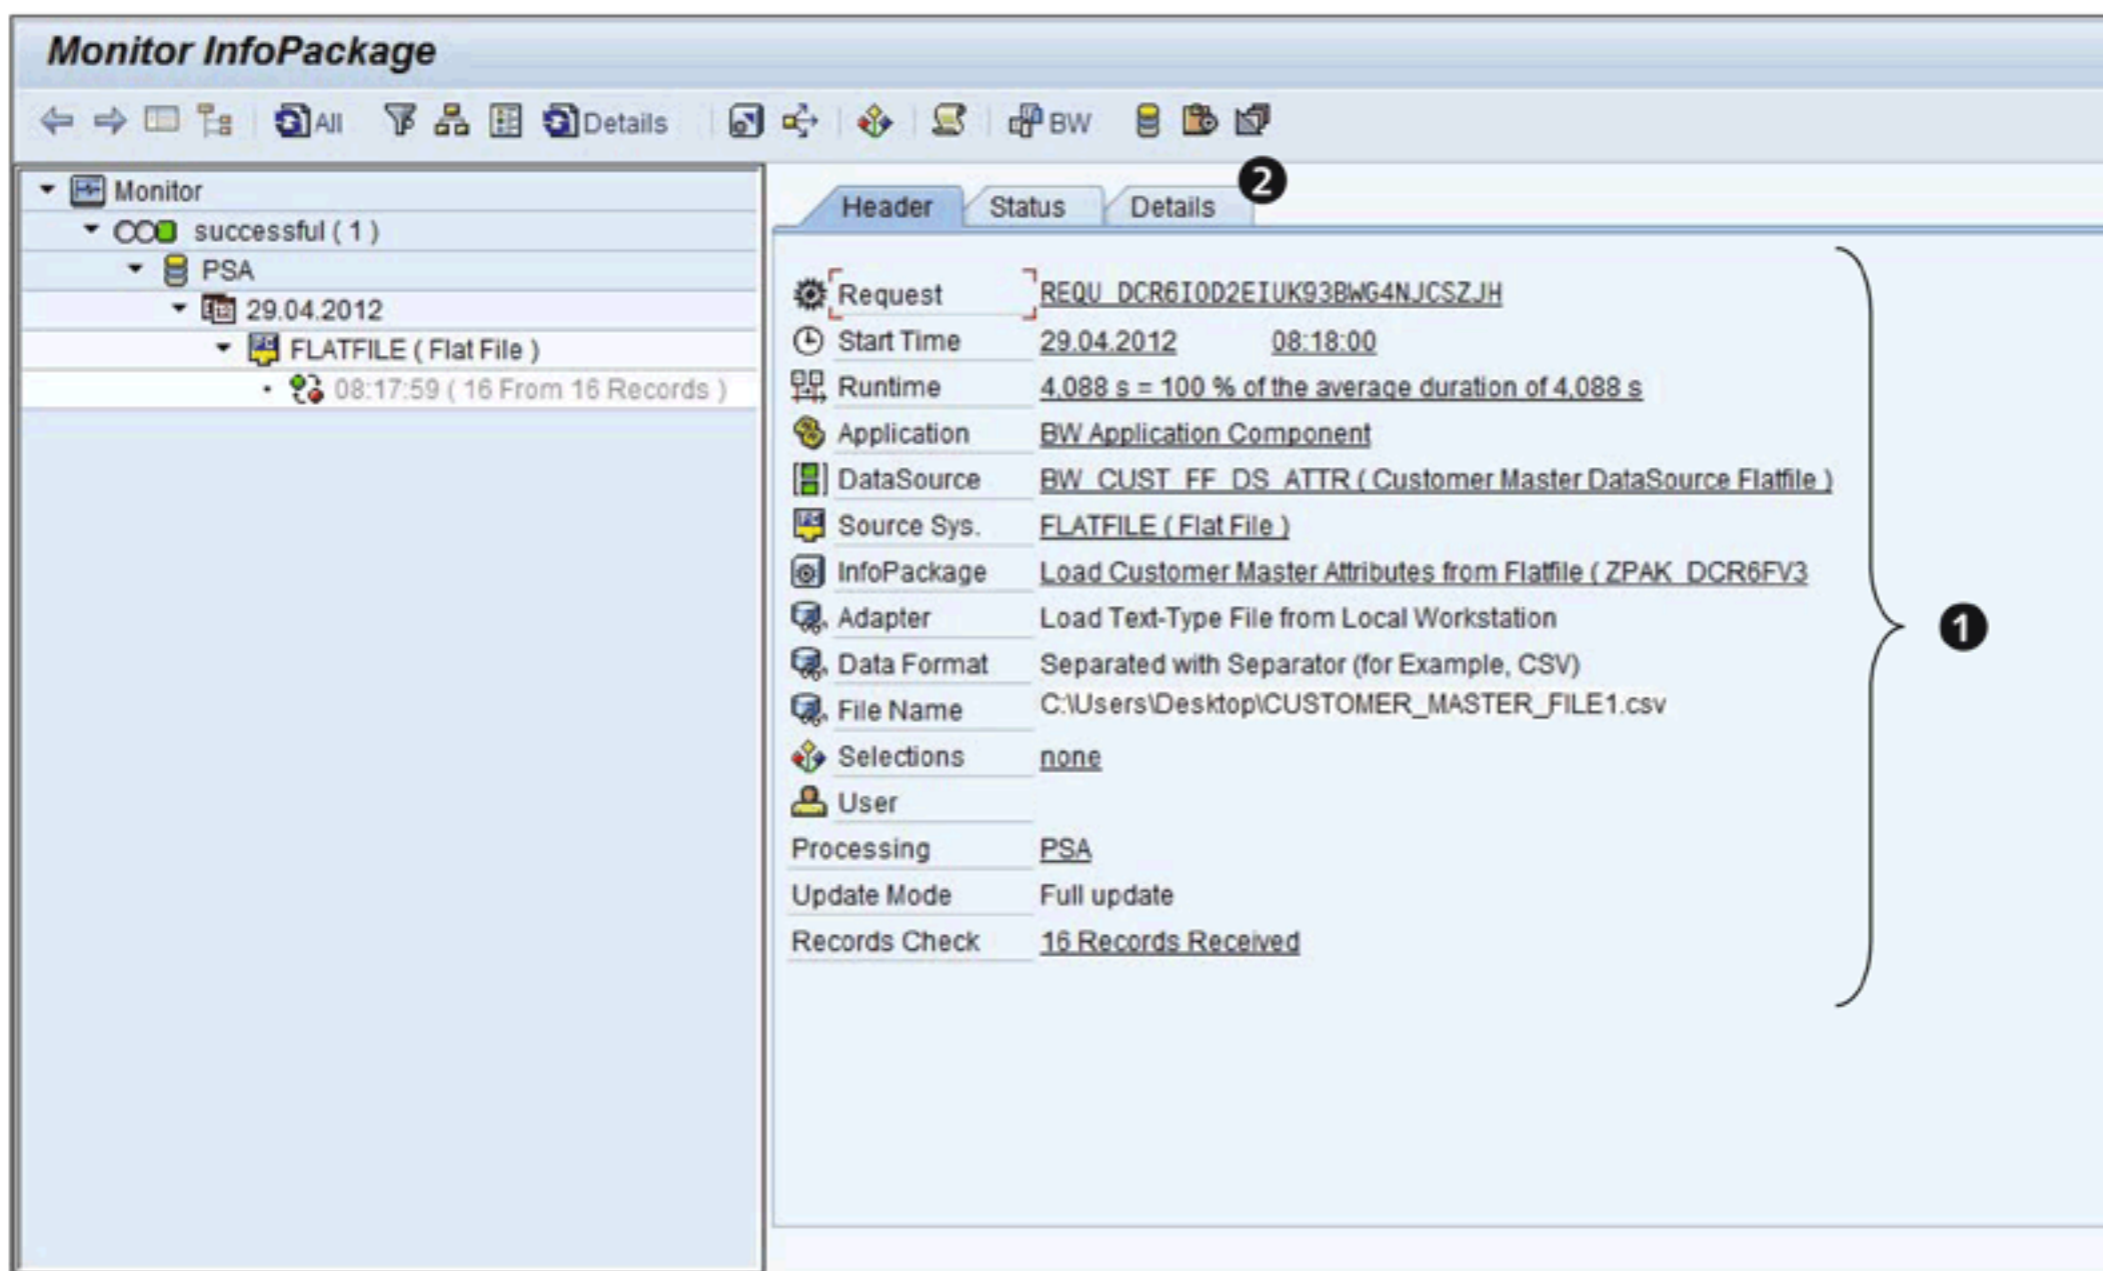 Monitor InfoPackage
All Details BW
Monitor
successful ( 1 )
PSA
29.04.2012
FLATFILE ( Flat File )
08:17:59 ( 16 From 16 Records )
Header Status Details 2
Request REQU_DCR6I0D2EIUK93BWG4NJCSZJH
Start Time 29.04.2012 08:18:00
Runtime 4,088 s = 100 % of the average duration of 4,088 s
Application BW Application Component
DataSource BW_CUST_FF_DS_ATTR ( Customer Master DataSource Flatfile )
Source Sys. FLATFILE ( Flat File )
InfoPackage Load Customer Master Attributes from Flatfile ( ZPAK_DCR6FV3
Adapter Load Text-Type File from Local Workstation
1
Data Format Separated with Separator (for Example, CSV)
File Name C:\Users\Desktop\CUSTOMER_MASTER_FILE1.csv
Selections none
User
Processing PSA
Update Mode Full update
Records Check 16 Records Received